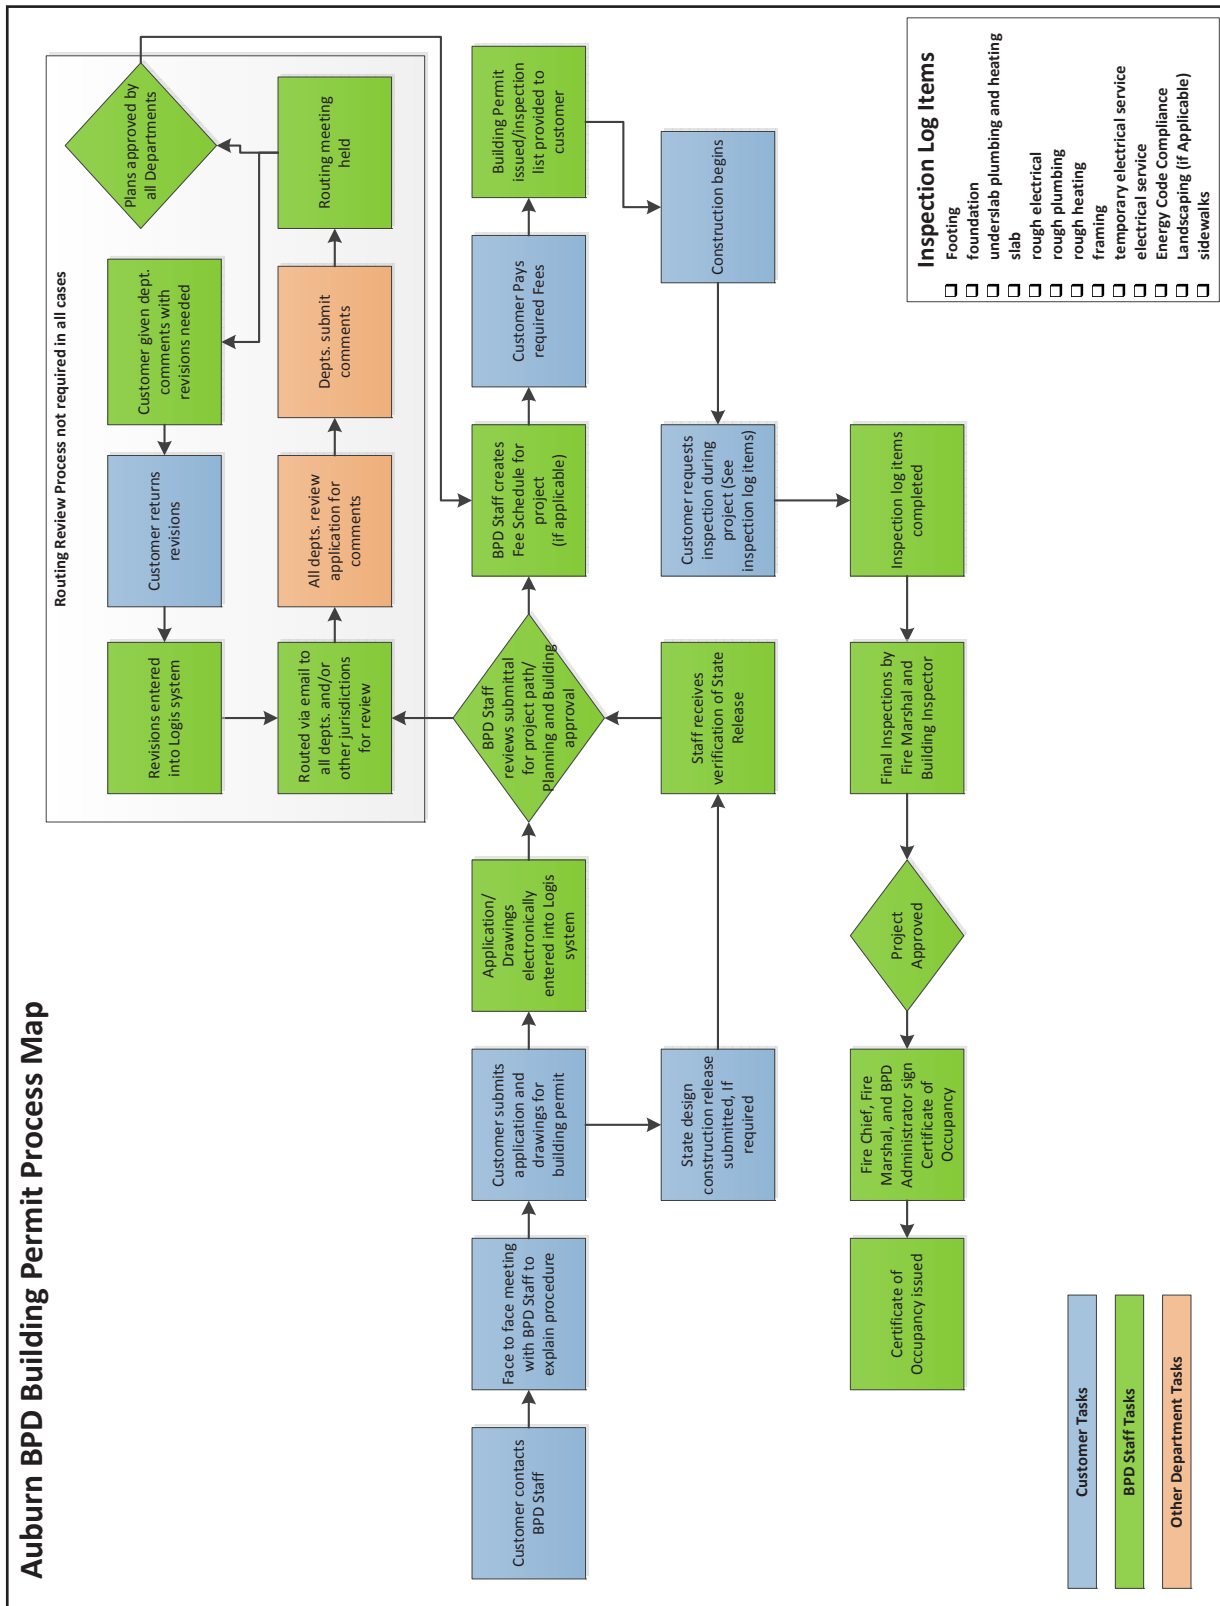 Auburn BPD Building Permit Process Map
Routing Review Process not required in all cases
Revisions entered
into Logis system
Customer returns
revisions
Customer given dept.
comments with
revisions needed
Plans approved by
all Departments
Routed via email to
all depts. and/or
other jurisdictions
for review
All depts. review
application for
comments
Depts. submit
comments
Routing meeting
held
Customer contacts
BPD Staff
Face to face meeting
with BPD Staff to
explain procedure
Customer submits
application and
drawings for
building permit
Application/
Drawings
electronically
entered into Logis
system
BPD Staff
reviews submittal
for project path/
Planning and Building
approval
BPD Staff creates
Fee Schedule for
project
(if applicable)
Customer Pays
required Fees
Building Permit
issued/inspection
list provided to
customer
State design
construction release
submitted, If
required
Staff receives
verification of State
Release
Customer requests
inspection during
project (See
inspection log items)
Construction begins
Certificate of
Occupancy issued
Fire Chief, Fire
Marshal, and BPD
Administrator sign
Certificate of
Occupancy
Project
Approved
Final Inspections by
Fire Marshal and
Building Inspector
Inspection log items
completed
Customer Tasks
BPD Staff Tasks
Other Department Tasks
Inspection Log Items
❑ Footing
❑ foundation
❑ underslab plumbing and heating
❑ slab
❑ rough electrical
❑ rough plumbing
❑ rough heating
❑ framing
❑ temporary electrical service
❑ electrical service
❑ Energy Code Compliance
❑ Landscaping (if Applicable)
❑ sidewalks